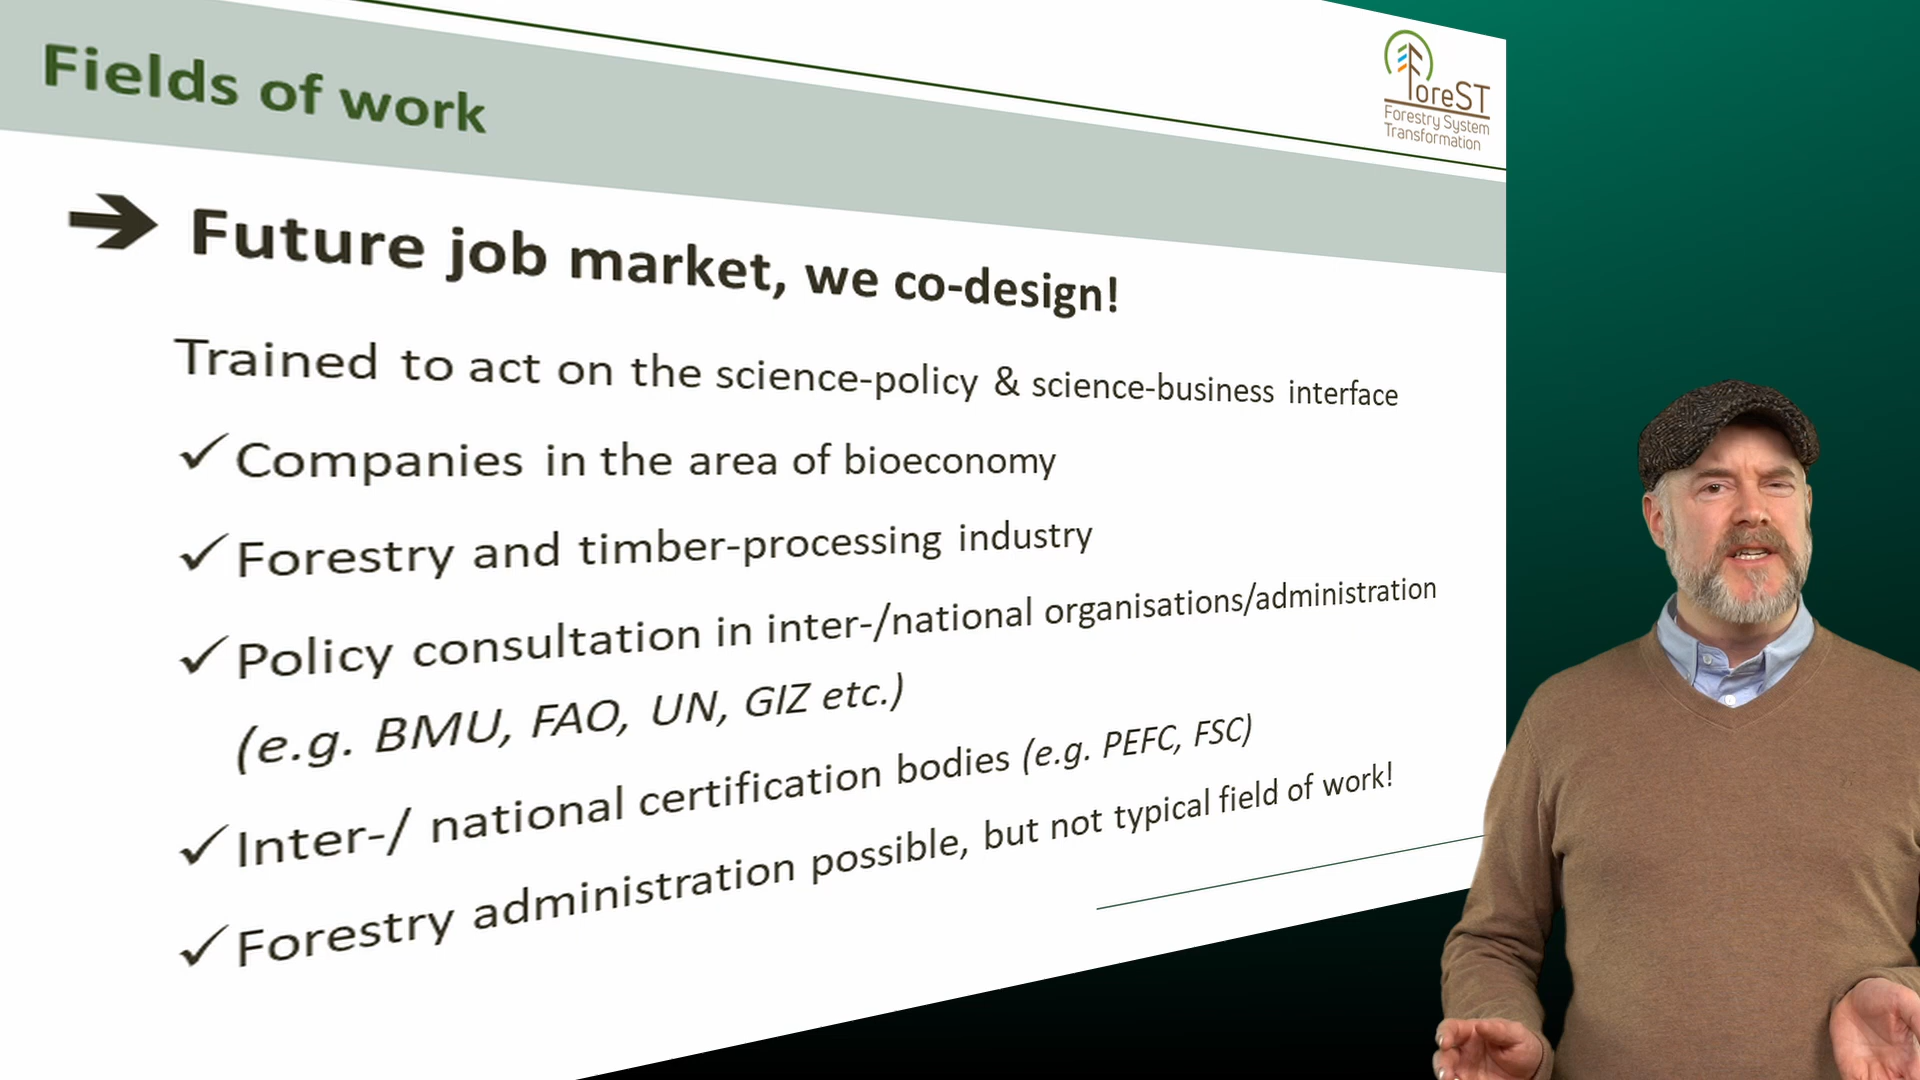 Fields of work
ForeST
Forestry System
Transformation
➔ Future job market, we co-design!
Trained to act on the science-policy & science-business interface
✓ Companies in the area of bioeconomy
✓ Forestry and timber-processing industry
✓ Policy consultation in inter-/national organisations/administration
(e.g. BMU, FAO, UN, GIZ etc.)
✓ Inter-/ national certification bodies (e.g. PEFC, FSC)
✓ Forestry administration possible, but not typical field of work!